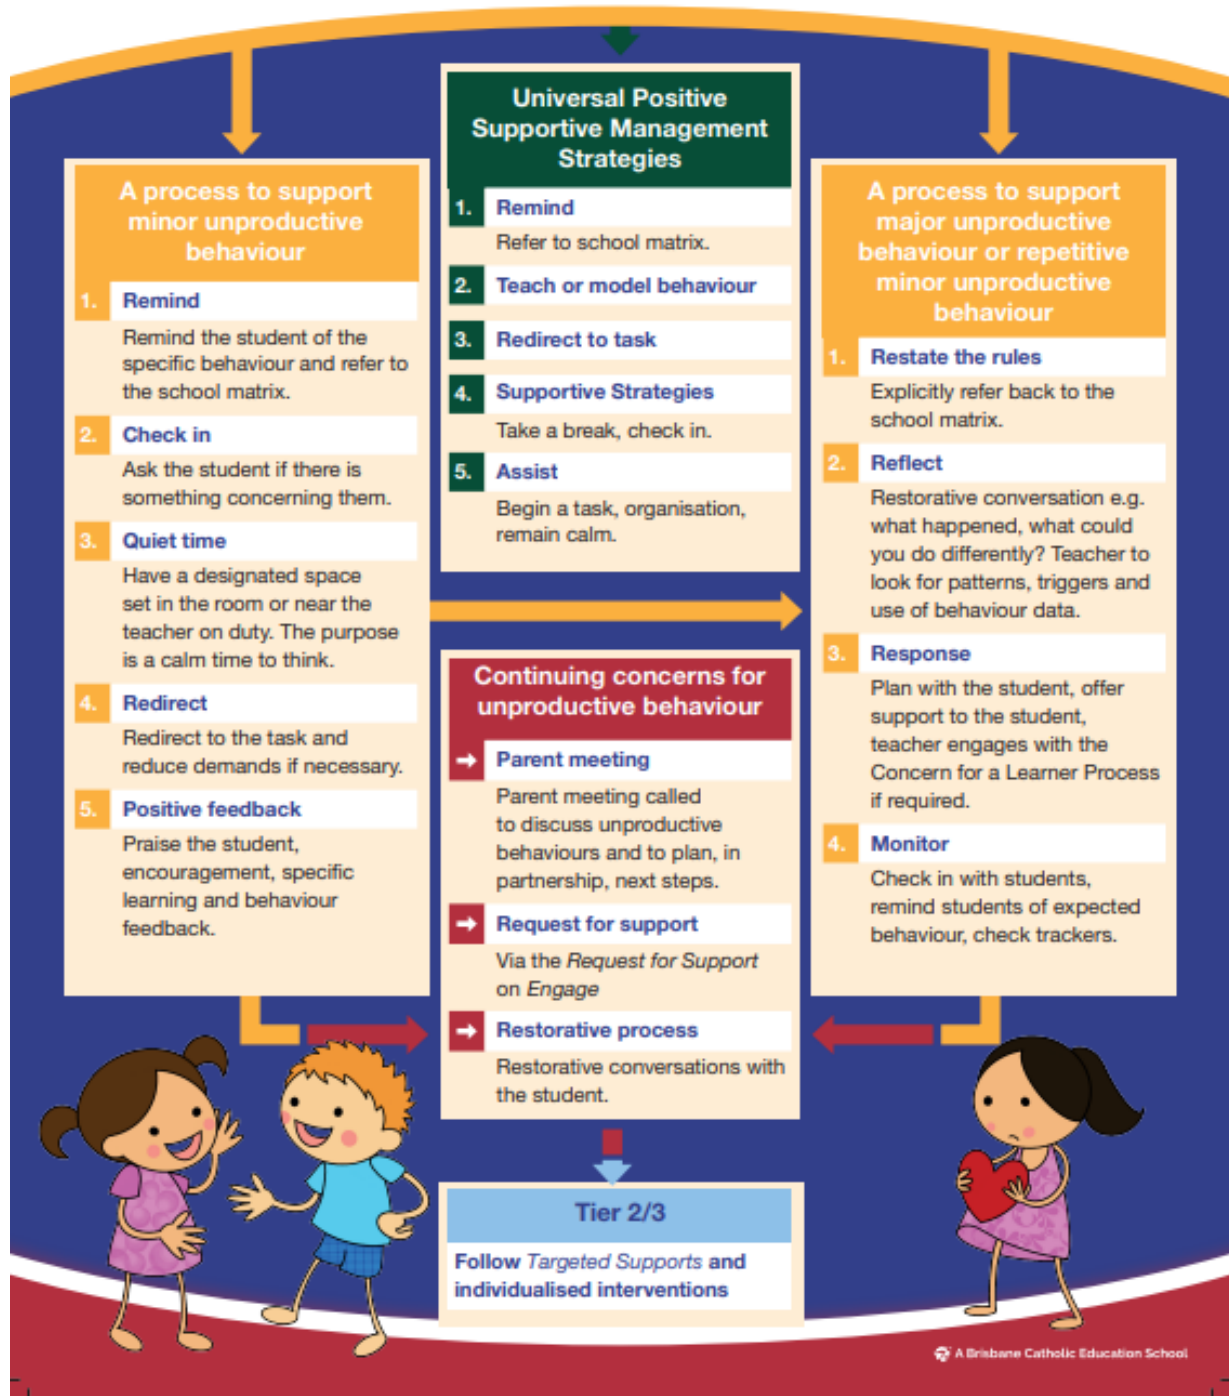 A process to support
minor unproductive
behaviour
1. Remind
Remind the student of the
specific behaviour and refer to
the school matrix.
2. Check in
Ask the student if there is
something concerning them.
3. Quiet time
Have a designated space
set in the room or near the
teacher on duty. The purpose
is a calm time to think.
4. Redirect
Redirect to the task and
reduce demands if necessary.
5. Positive feedback
Praise the student,
encouragement, specific
learning and behaviour
feedback.
Universal Positive
Supportive Management
Strategies
1. Remind
Refer to school matrix.
2. Teach or model behaviour
3. Redirect to task
4. Supportive Strategies
Take a break, check in.
5. Assist
Begin a task, organisation,
remain calm.
A process to support
major unproductive
behaviour or repetitive
minor unproductive
behaviour
1. Restate the rules
Explicitly refer back to the
school matrix.
2. Reflect
Restorative conversation e.g.
what happened, what could
you do differently? Teacher to
look for patterns, triggers and
use of behaviour data.
3. Response
Plan with the student, offer
support to the student,
teacher engages with the
Concern for a Learner Process
if required.
4. Monitor
Check in with students,
remind students of expected
behaviour, check trackers.
Continuing concerns for
unproductive behaviour
Parent meeting
Parent meeting called
to discuss unproductive
behaviours and to plan, in
partnership, next steps.
Request for support
Via the Request for Support
on Engage
Restorative process
Restorative conversations with
the student.
Tier 2/3
Follow Targeted Supports and
individualised interventions
A Brisbane Catholic Education School